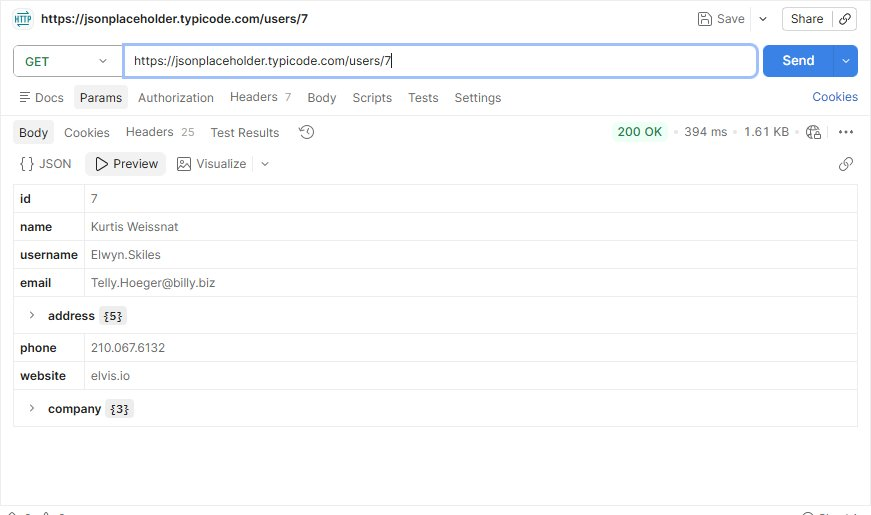 HTTP https://jsonplaceholder.typicode.com/users/7 Save Share
GET https://jsonplaceholder.typicode.com/users/7 Send
Docs Params Authorization Headers 7 Body Scripts Tests Settings Cookies
Body Cookies Headers 25 Test Results 200 OK 394 ms 1.61 KB
{} JSON Preview Visualize
id 7
name Kurtis Weissnat
username Elwyn.Skiles
email Telly.Hoeger@billy.biz
address {5}
phone 210.067.6132
website elvis.io
company {3}